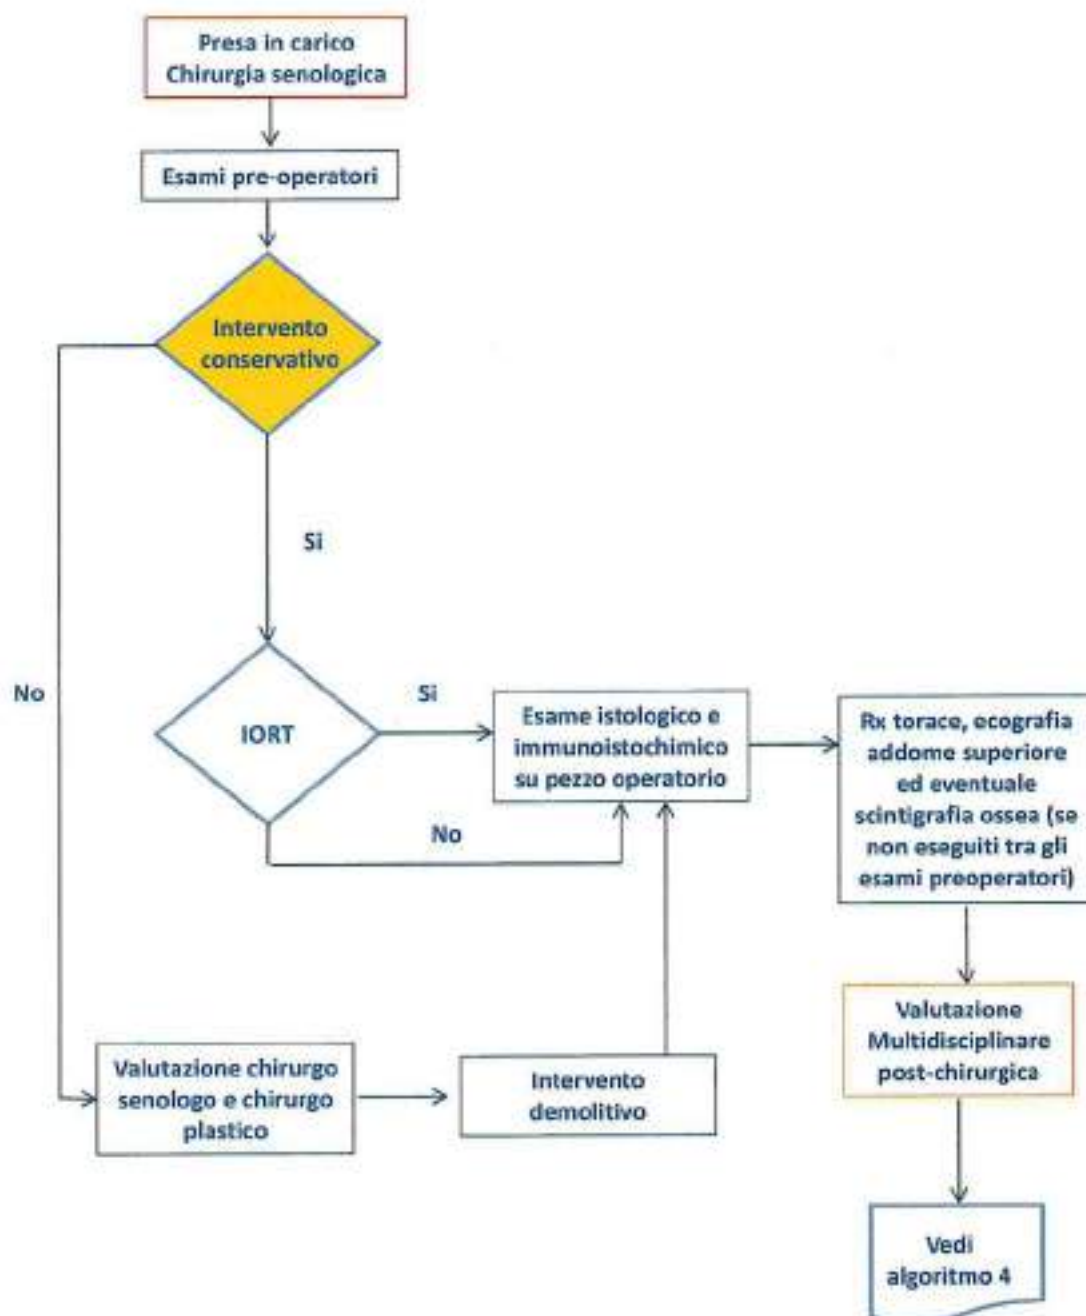 Presa in carico
Chirurgia senologica
Esami pre-operatori
Intervento
conservativo
Si
No
IORT
Si
No
Esame istologico e
immunoistochimico
su pezzo operatorio
Rx torace, ecografia
addome superiore
ed eventuale
scintigrafia ossea (se
non eseguiti tra gli
esami preoperatori)
Valutazione chirurgo
senologo e chirurgo
plastico
Intervento
demolitivo
Valutazione
Multidisciplinare
post-chirurgica
Vedi
algoritmo 4